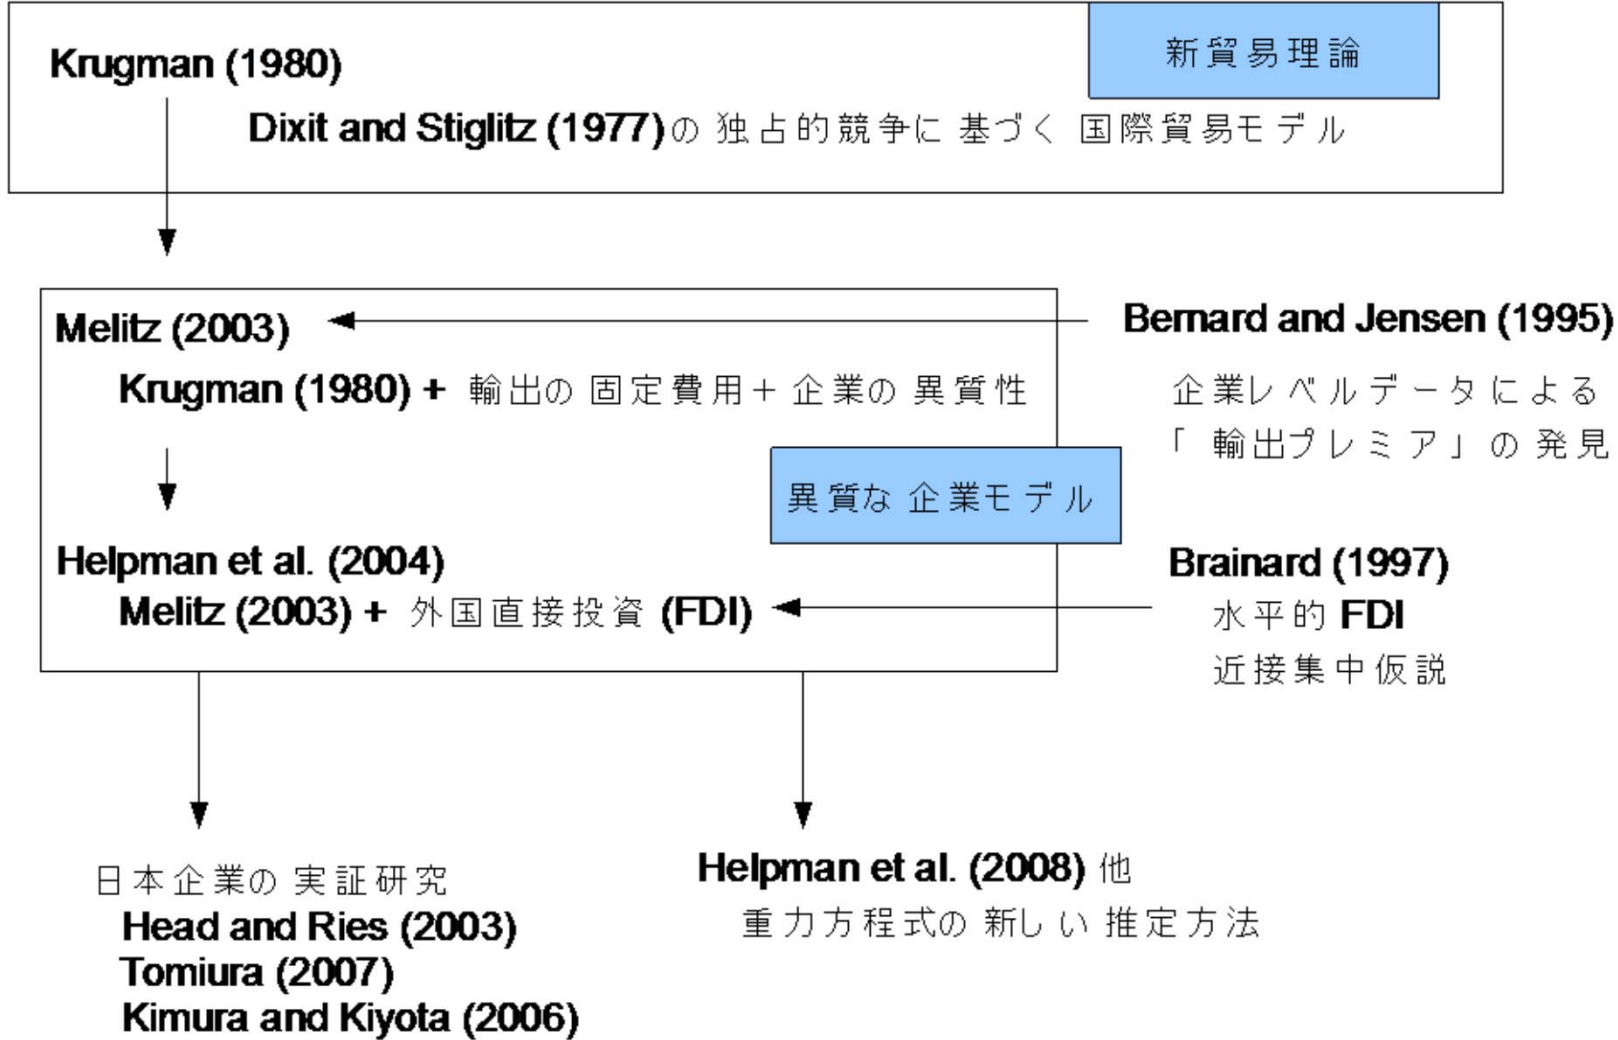 新貿易理論
Krugman (1980)
Dixit and Stiglitz (1977)の独占的競争に基づく国際貿易モデル
Melitz (2003)
Krugman (1980) + 輸出の固定費用＋企業の異質性
Bernard and Jensen (1995)
企業レベルデータによる
「輸出プレミア」の発見
異質な企業モデル
Helpman et al. (2004)
Melitz (2003) + 外国直接投資 (FDI)
Brainard (1997)
水平的 FDI
近接集中仮説
日本企業の実証研究
Head and Ries (2003)
Tomiura (2007)
Kimura and Kiyota (2006)
Helpman et al. (2008) 他
重力方程式の新しい推定方法